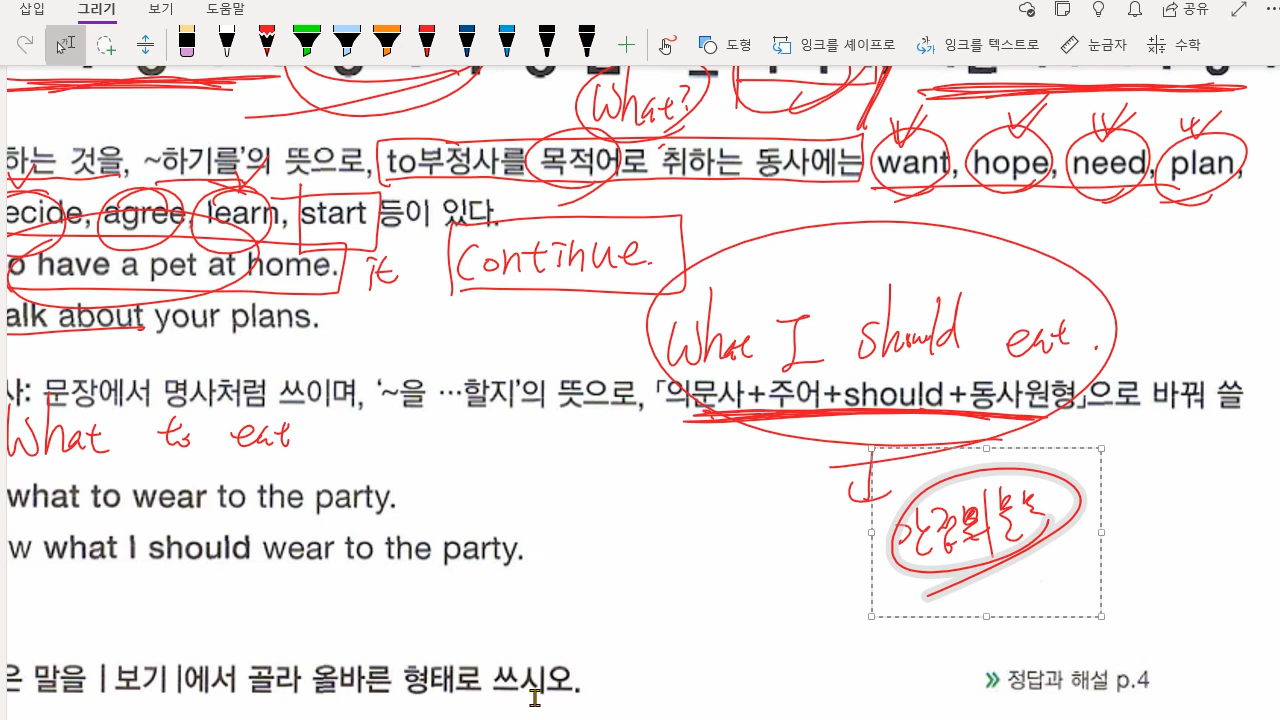 삽입 그리기 보기 도움말 공유
도형 잉크를 셰이프로 잉크를 텍스트로 눈금자 수학
What?
하는 것을, ~하기를'의 뜻으로, to부정사를 목적어로 취하는 동사에는 want, hope, need, plan,
ecide, agree, learn, start 등이 있다.
o have a pet at home. it Continue.
alk about your plans.
What I should eat.
사: 문장에서 명사처럼 쓰이며, '~을 …할지'의 뜻으로, 「의문사+주어+should+동사원형」으로 바꿔 쓸
What to eat
what to wear to the party.
간접의문문
w what I should wear to the party.
은 말을 | 보기 |에서 골라 올바른 형태로 쓰시오.
» 정답과 해설 p.4